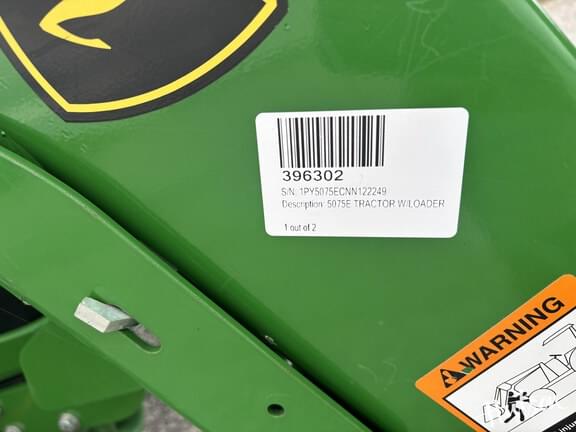 396302
S/N: 1PY5075ECNN122249
Description: 5075E TRACTOR W/LOADER
1 out of 2
WARNING